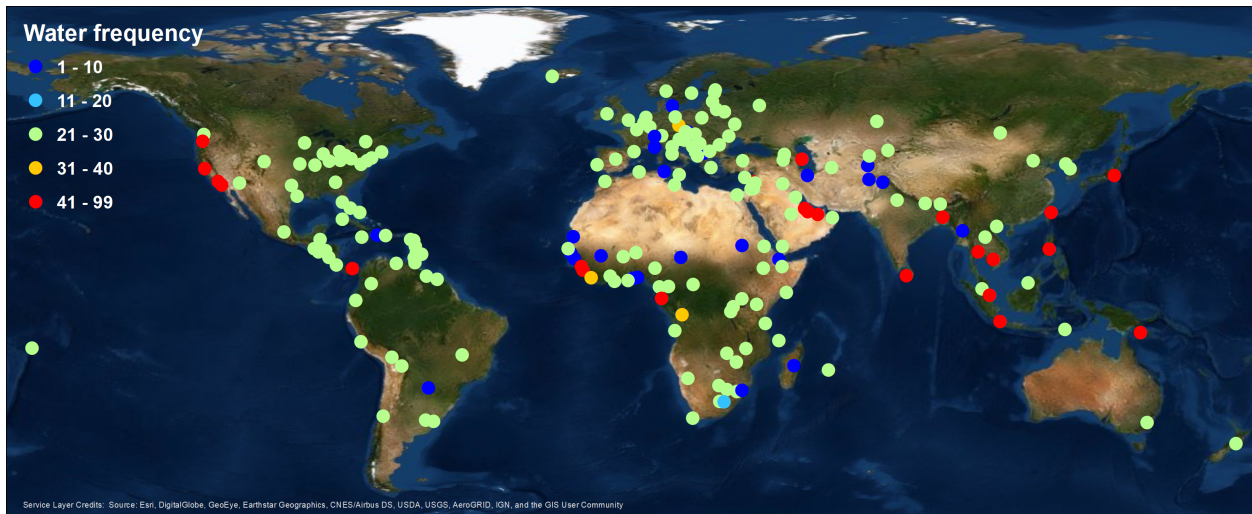 Water frequency
1 - 10
11 - 20
21 - 30
31 - 40
41 - 99
Service Layer Credits: Source: Esri, DigitalGlobe, GeoEye, Earthstar Geographics, CNES/Airbus DS, USDA, USGS, AeroGRID, IGN, and the GIS User Community